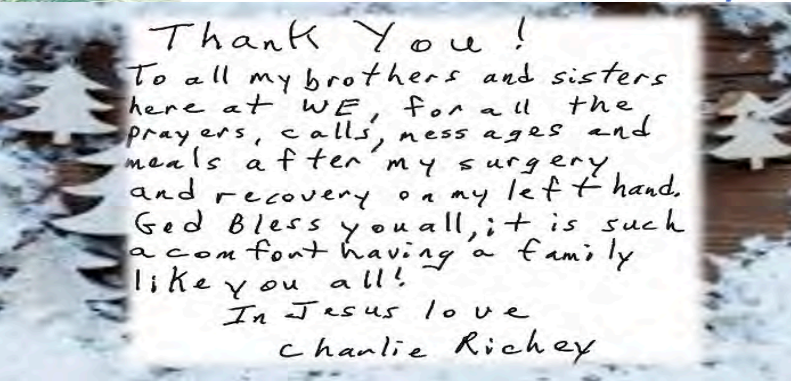 Thank You!
To all my brothers and sisters
here at WE, for all the
prayers, calls, messages and
meals after my surgery
and recovery on my left hand.
God Bless you all, it is such
a comfort having a family
like you all!
In Jesus love
Charlie Richey